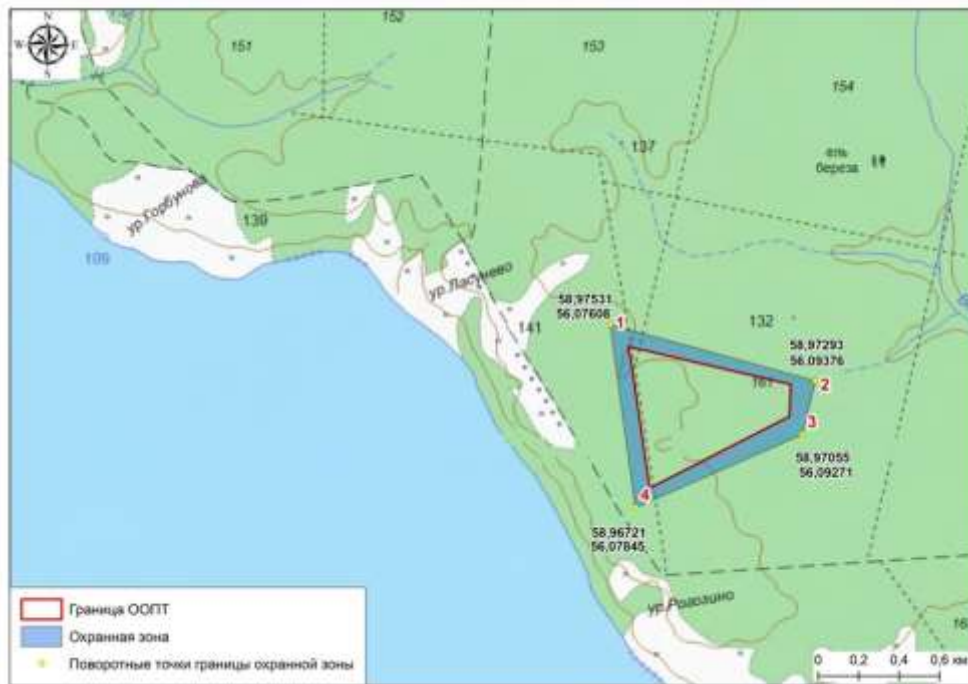 N
W E
S
151
152
153
154
137
ель
береза
ур.Горбуново
139
109
ур.Ласунево
141
58,97531
56,07608
1
132
58,97293
56,09376
161
2
3
58,97055
56,09271
4
58,96721
56,07845
ур.Рогозино
Граница ООПТ
Охранная зона
Поворотные точки границы охранной зоны
0 0,2 0,4 0,6 км